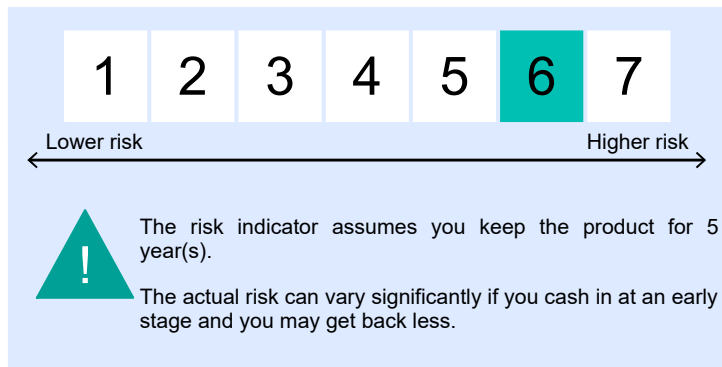 1 2 3 4 5 6 7
Lower risk Higher risk
!
The risk indicator assumes you keep the product for 5
year(s).
The actual risk can vary significantly if you cash in at an early
stage and you may get back less.